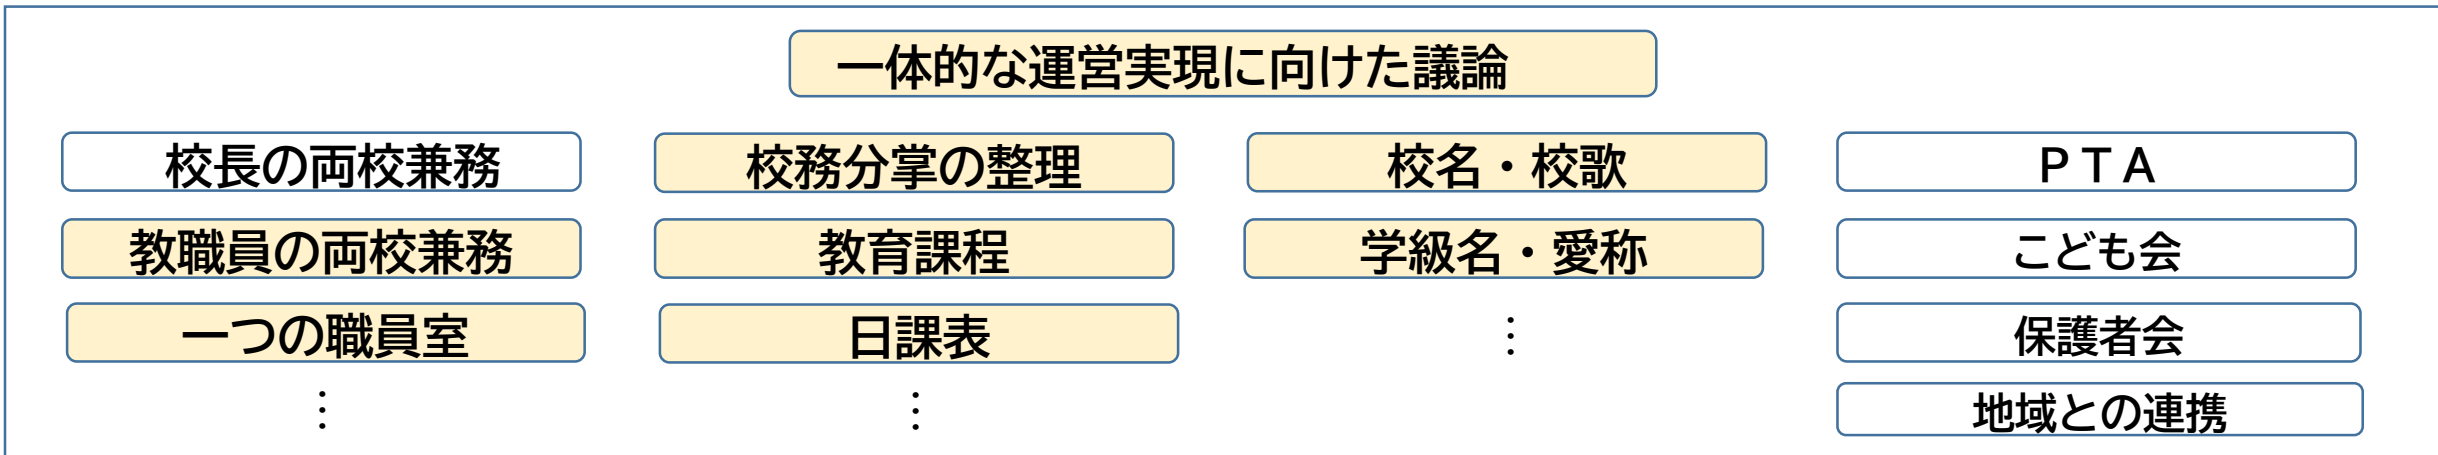 一体的な運営実現に向けた議論
校長の両校兼務
教職員の両校兼務
一つの職員室
⋮
校務分掌の整理
教育課程
日課表
⋮
校名・校歌
学級名・愛称
⋮
ＰＴＡ
こども会
保護者会
地域との連携